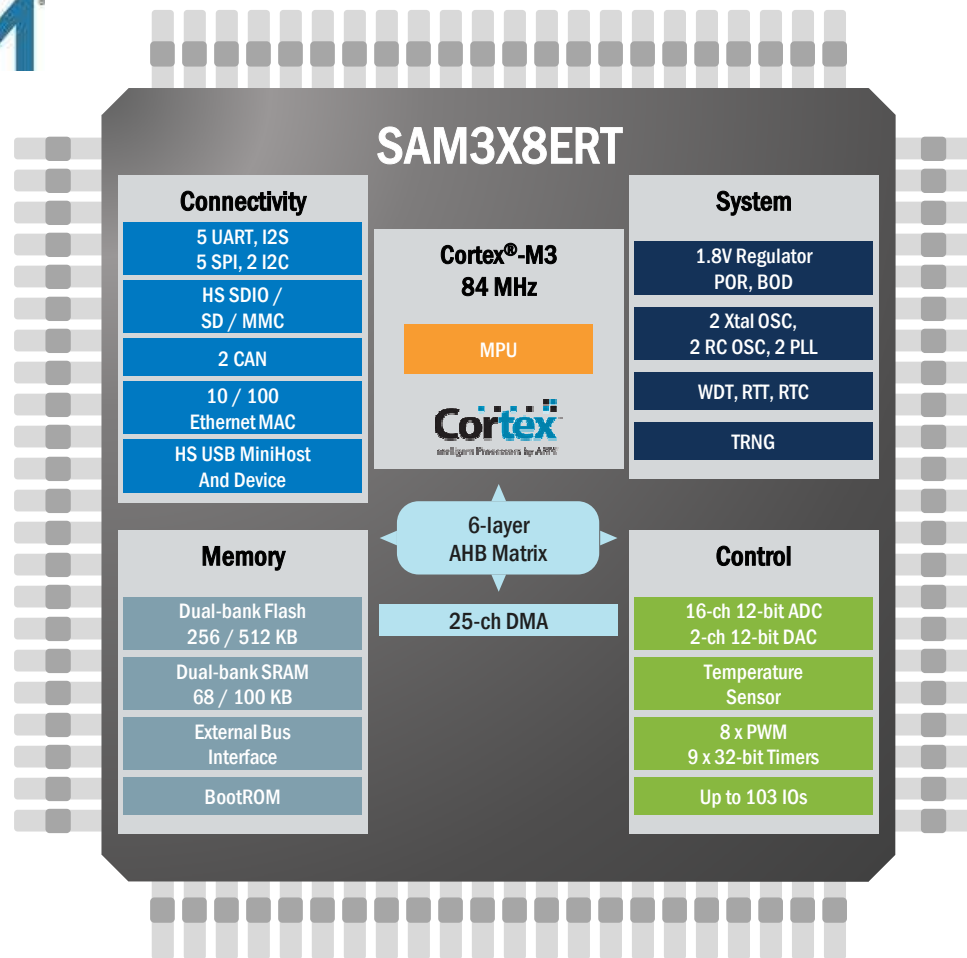 SAM3X8ERT
Connectivity
5 UART, I2S
5 SPI, 2 I2C
HS SDIO /
SD / MMC
2 CAN
10 / 100
Ethernet MAC
HS USB MiniHost
And Device
Cortex®-M3
84 MHz
MPU
Cortex
Intelligent Processors by ARM
System
1.8V Regulator
POR, BOD
2 Xtal OSC,
2 RC OSC, 2 PLL
WDT, RTT, RTC
TRNG
6-layer
AHB Matrix
25-ch DMA
Memory
Dual-bank Flash
256 / 512 KB
Dual-bank SRAM
68 / 100 KB
External Bus
Interface
BootROM
Control
16-ch 12-bit ADC
2-ch 12-bit DAC
Temperature
Sensor
8 x PWM
9 x 32-bit Timers
Up to 103 IOs